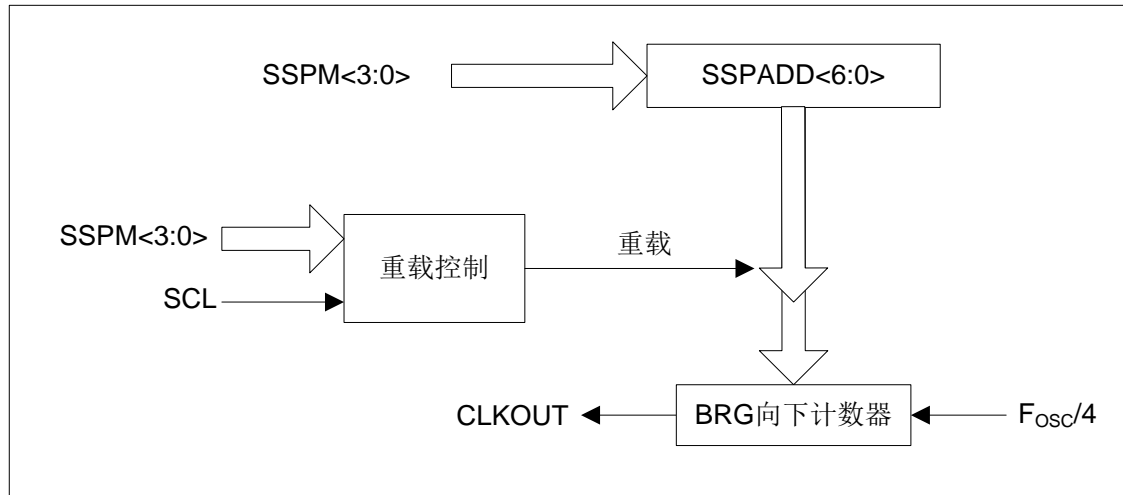 SSPM<3:0>
SSPADD<6:0>
SSPM<3:0>
重载控制
重载
SCL
CLKOUT
BRG向下计数器
FOSC/4